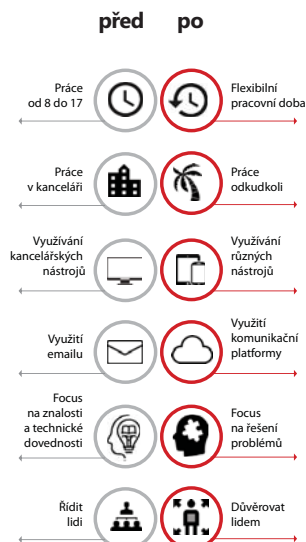 před po
Práce
od 8 do 17
Flexibilní
pracovní doba
Práce
v kanceláři
Práce
odkudkoli
Využívání
kancelářských
nástrojů
Využívání
různých
nástrojů
Využití
emailu
Využití
komunikační
platformy
Focus
na znalosti
a technické
dovednosti
Focus
na řešení
problémů
Řídit
lidi
Důvěrovat
lidem